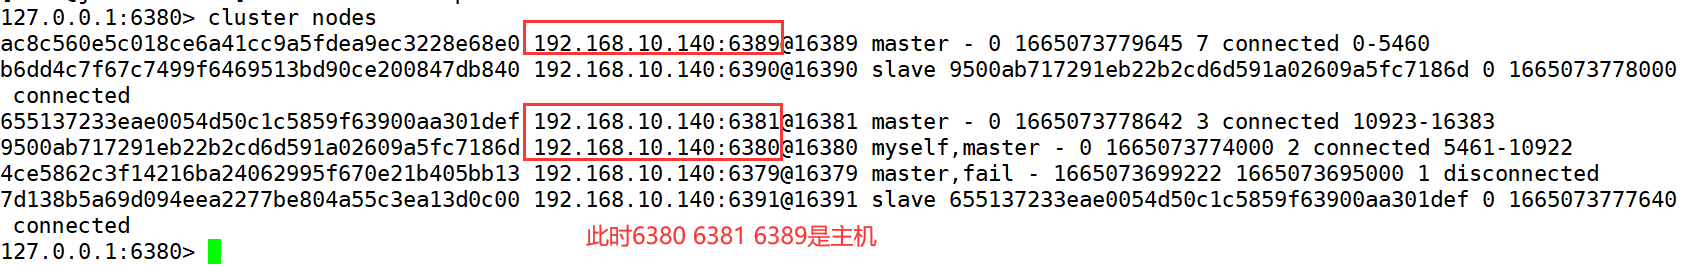 127.0.0.1:6380> cluster nodes
ac8c560e5c018ce6a41cc9a5fdea9ec3228e68e0 192.168.10.140:6389@16389 master - 0 1665073779645 7 connected 0-5460
b6dd4c7f67c7499f6469513bd90ce200847db840 192.168.10.140:6390@16390 slave 9500ab717291eb22b2cd6d591a02609a5fc7186d 0 1665073778000
connected
655137233eae0054d50c1c5859f63900aa301def 192.168.10.140:6381@16381 master - 0 1665073778642 3 connected 10923-16383
9500ab717291eb22b2cd6d591a02609a5fc7186d 192.168.10.140:6380@16380 myself,master - 0 1665073774000 2 connected 5461-10922
4ce5862c3f14216ba24062995f670e21b405bb13 192.168.10.140:6379@16379 master,fail - 1665073699222 1665073695000 1 disconnected
7d138b5a69d094eea2277be804a55c3ea13d0c00 192.168.10.140:6391@16391 slave 655137233eae0054d50c1c5859f63900aa301def 0 1665073777640
connected
此时6380 6381 6389是主机
127.0.0.1:6380>